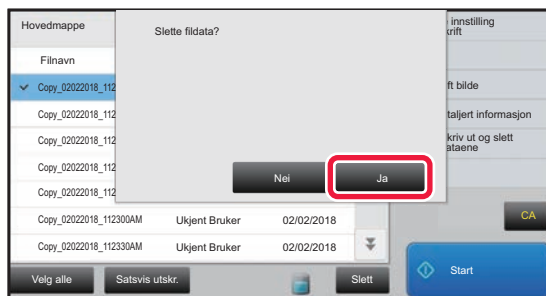 Hovedmappe
Slette fildata?
innstilling
krift
Filnavn
Copy_02022018_112
ft bilde
Copy_02022018_112
taljert informasjon
Copy_02022018_112
kriv ut og slett
ataene
Copy_02022018_112
Nei
Ja
Copy_02022018_112
Copy_02022018_112300AM Ukjent Bruker 02/02/2018
CA
Copy_02022018_112330AM Ukjent Bruker 02/02/2018
Velg alle
Satsvis utskr.
Slett
Start